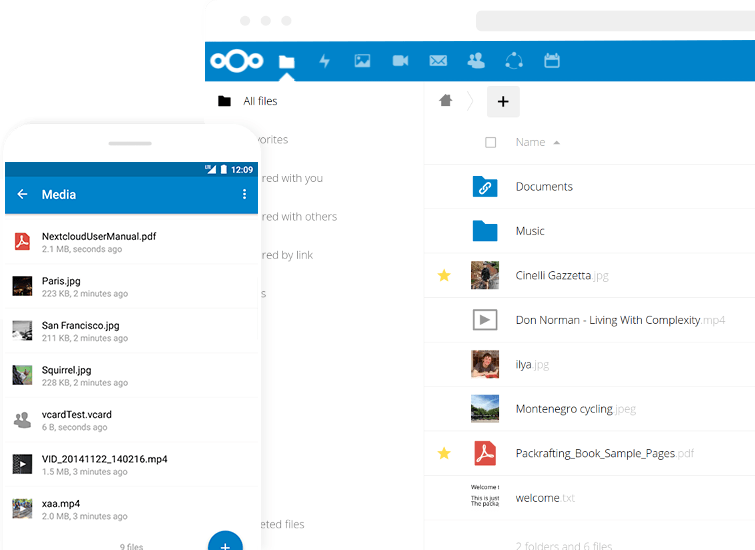 All files
vorites
red with you
red with others
red by link
s
eted files
Name
Documents
Music
Cinelli Gazzetta.jpg
Don Norman - Living With Complexity.mp4
ilya.jpg
Montenegro cycling.jpeg
Packrafting_Book_Sample_Pages.pdf
Welcome t
This is just
The packa
welcome.txt
2 folders and 6 files
LTE 12:09
Media
NextcloudUserManual.pdf
2.1 MB, seconds ago
Paris.jpg
223 KB, 2 minutes ago
San Francisco.jpg
211 KB, 2 minutes ago
Squirrel.jpg
228 KB, 2 minutes ago
vcardTest.vcard
6 B, seconds ago
VID_20141122_140216.mp4
1.5 MB, 3 minutes ago
xaa.mp4
2.0 MB, 3 minutes ago
9 files